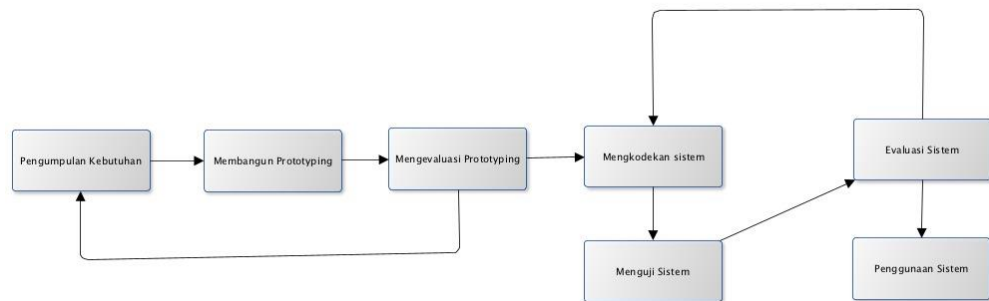 Pengumpulan Kebutuhan
Membangun Prototyping
Mengevaluasi Prototyping
Mengkodekan sistem
Evaluasi Sistem
Menguji Sistem
Penggunaan Sistem